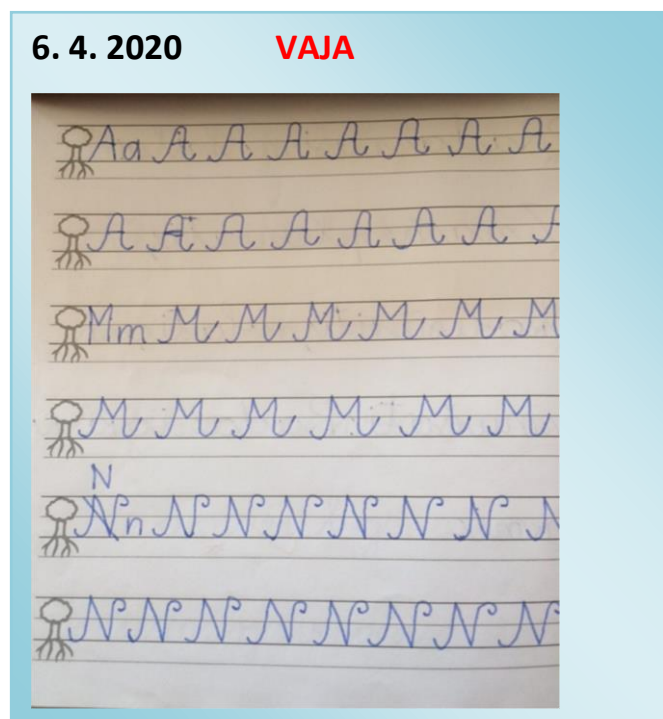 6. 4. 2020 VAJA
Aa A A A A A A A
A A A A A A A A
Mm M M M M M M
M M M M M M
N
Nn N N N N N N N
N N N N N N N N